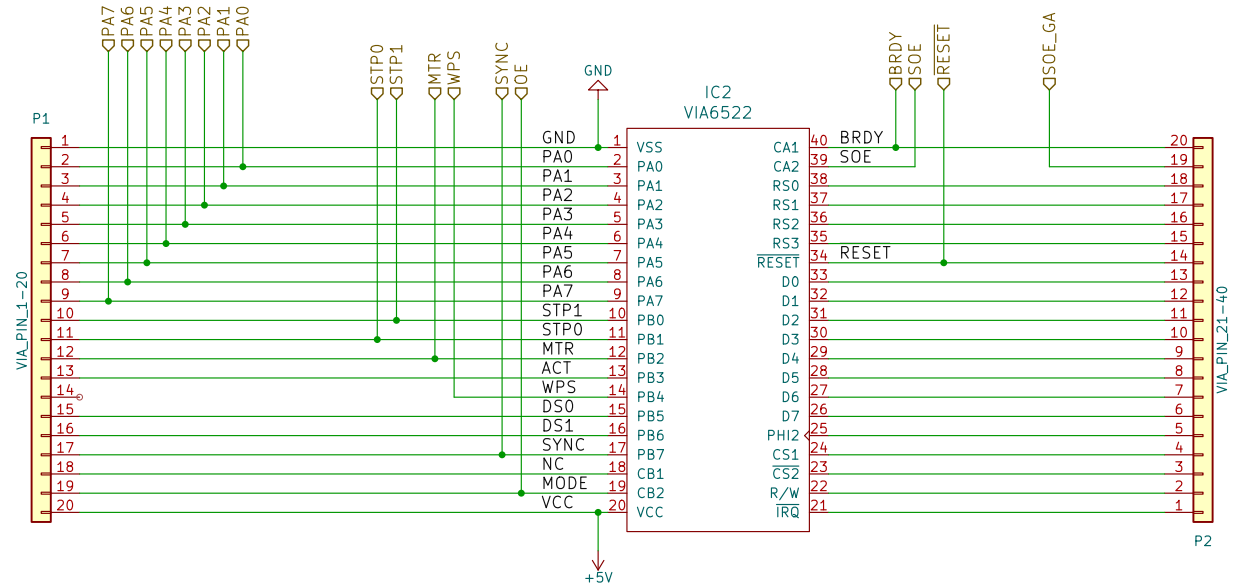 PA7 PA6 PA5 PA4 PA3 PA2 PA1 PA0
STP0 STP1 MTR WPS SYNC OE
BRDY SOE RESET SOE_GA
GND
IC2
VIA6522
P1
VIA_PIN_1-20
1 GND 1 VSS CA1 40 BRDY 20
2 PA0 2 PA0 CA2 39 SOE 19
3 PA1 3 PA1 RS0 38 18
4 PA2 4 PA2 RS1 37 17
5 PA3 5 PA3 RS2 36 16
6 PA4 6 PA4 RS3 35 15
7 PA5 7 PA5 RESET 34 RESET 14
8 PA6 8 PA6 D0 33 13
9 PA7 9 PA7 D1 32 12
10 STP1 10 PB0 D2 31 11
11 STP0 11 PB1 D3 30 10
12 MTR 12 PB2 D4 29 9
13 ACT 13 PB3 D5 28 8
14 WPS 14 PB4 D6 27 7
15 DS0 15 PB5 D7 26 6
16 DS1 16 PB6 PHI2 25 5
17 SYNC 17 PB7 CS1 24 4
18 NC 18 CB1 CS2 23 3
19 MODE 19 CB2 R/W 22 2
20 VCC 20 VCC IRQ 21 1
VIA_PIN_21-40
P2
+5V